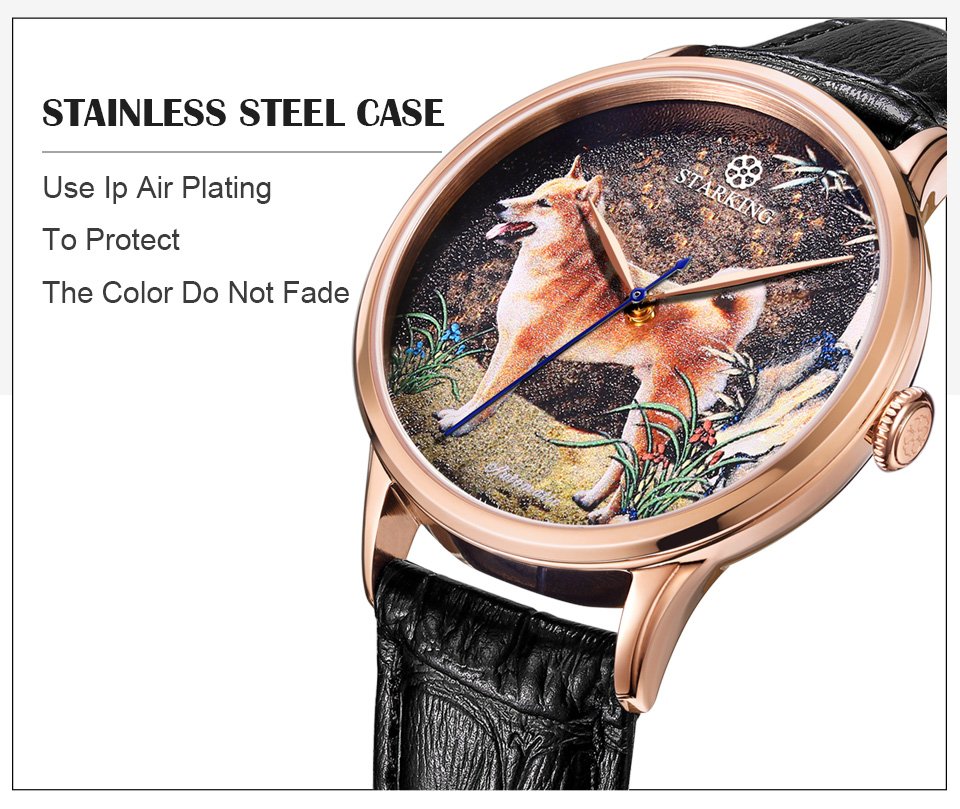 STAINLESS STEEL CASE
Use Ip Air Plating
To Protect
The Color Do Not Fade
STARKING